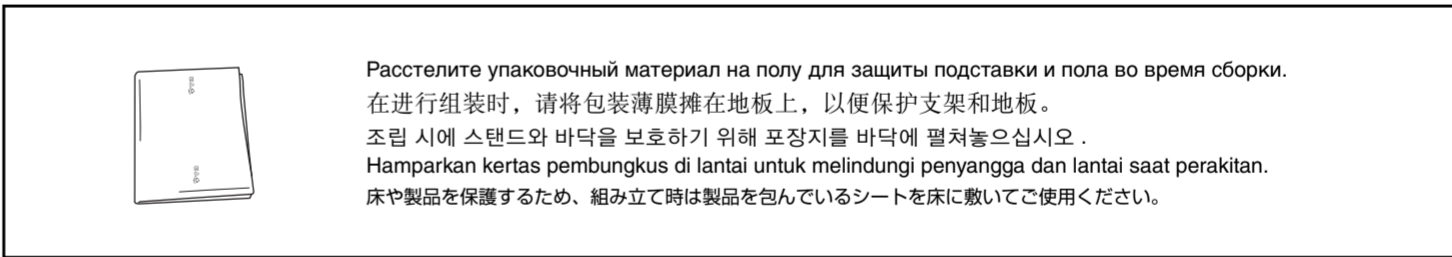 Расстелите упаковочный материал на полу для защиты подставки и пола во время сборки.
在进行组装时，请将包装薄膜摊在地板上，以便保护支架和地板。
조립 시에 스탠드와 바닥을 보호하기 위해 포장지를 바닥에 펼쳐놓으십시오 .
Hamparkan kertas pembungkus di lantai untuk melindungi penyangga dan lantai saat perakitan.
床や製品を保護するため、組み立て時は製品を包んでいるシートを床に敷いてご使用ください。